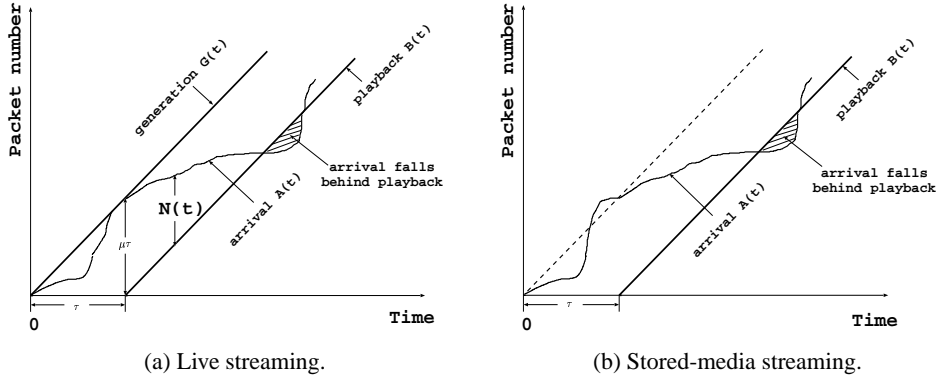 Packet number
generation G(t)
playback B(t)
arrival A(t)
N(t)
μτ
arrival falls
behind playback
τ
0
Time
(a) Live streaming.
Packet number
playback B(t)
arrival A(t)
arrival falls
behind playback
τ
0
Time
(b) Stored-media streaming.